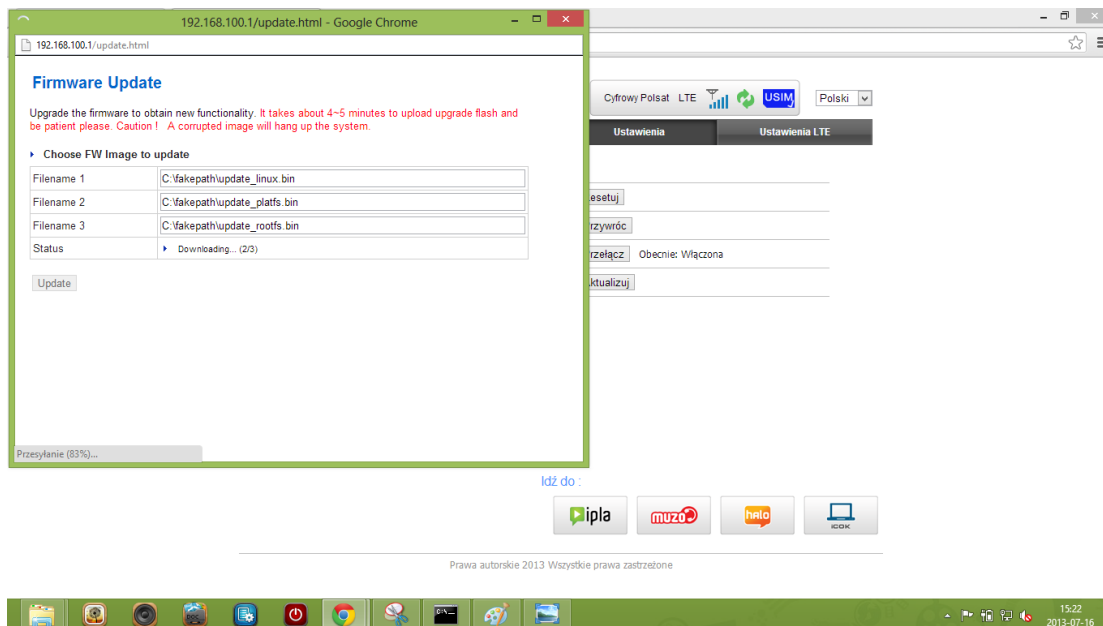 192.168.100.1/update.html - Google Chrome
192.168.100.1/update.html
Firmware Update
Upgrade the firmware to obtain new functionality. It takes about 4~5 minutes to upload upgrade flash and
be patient please. Caution ! A corrupted image will hang up the system.
Choose FW Image to update
Filename 1 C:\fakepath\update_linux.bin
Filename 2 C:\fakepath\update_platfs.bin
Filename 3 C:\fakepath\update_rootfs.bin
Status Downloading... (2/3)
Update
Przesyłanie (83%)...
Cyfrowy Polsat LTE USIM Polski
Ustawienia Ustawienia LTE
esetuj
rzywróc
rzełącz Obecnie: Włączona
ktualizuj
Idź do :
ipla muzo halo ICOK
Prawa autorskie 2013 Wszystkie prawa zastrzeżone
15:22
2013-07-16